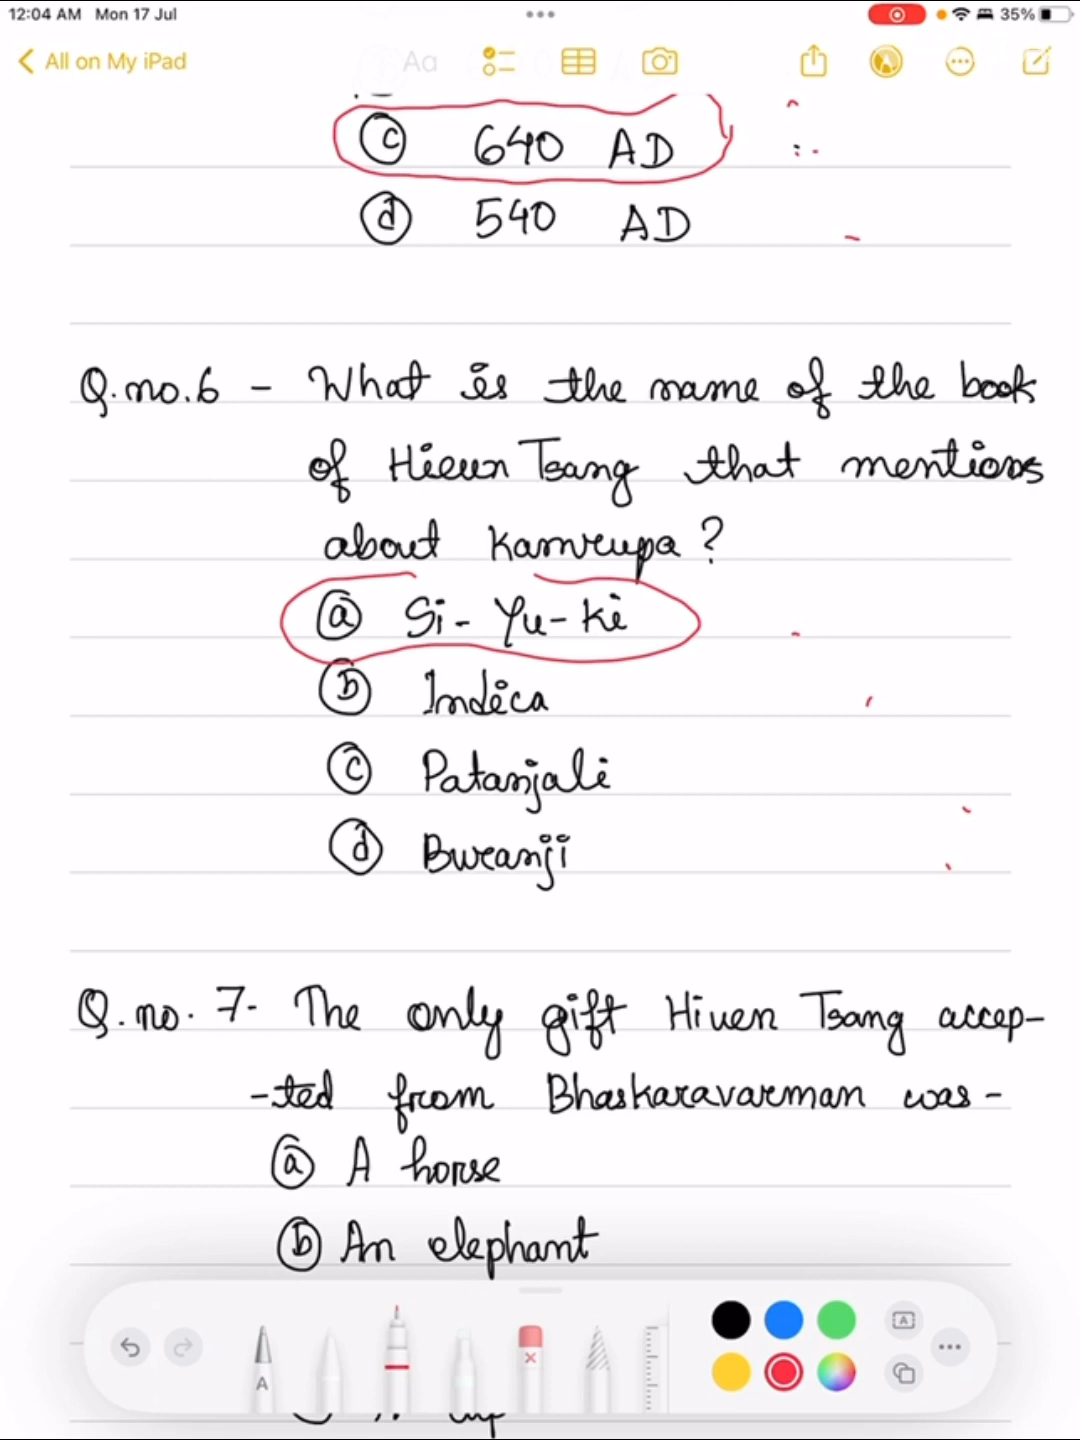 12:04 AM Mon 17 Jul
35%
All on My iPad
Aa
c 640 AD
d 540 AD
Q.no.6 - What is the name of the book
of Hieun Tsang that mentions
about Kamrupa?
a Si-Yu-Ki
b Indica
c Patanjali
d Buranji
Q.no.7- The only gift Hiuen Tsang accep-
-ted from Bhaskaravarman was-
a A horse
b An elephant
A
A